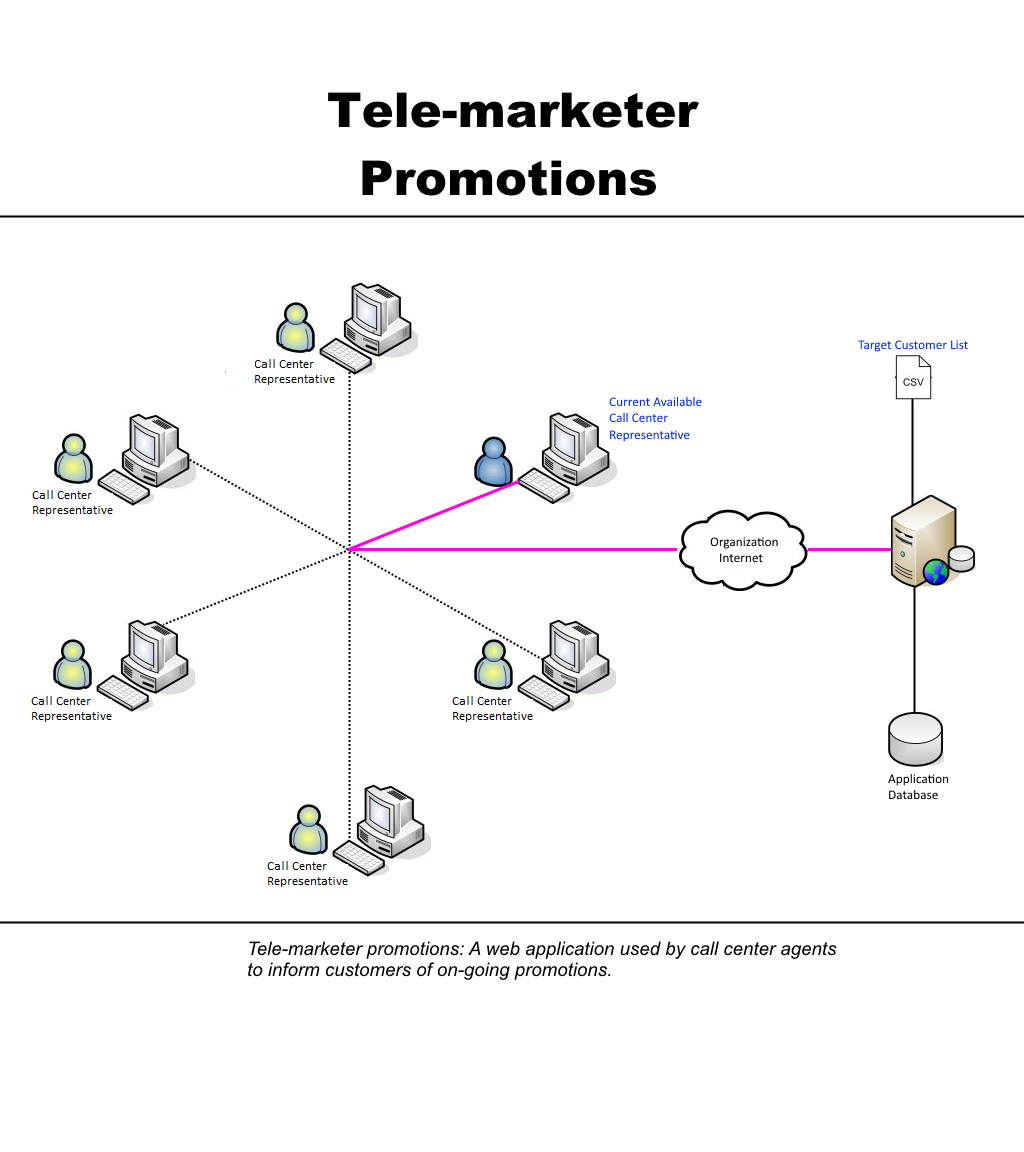 Tele-marketer
Promotions
Call Center
Representative
Target Customer List
CSV
Current Available
Call Center
Representative
Call Center
Representative
Organization
Internet
Call Center
Representative
Call Center
Representative
Application
Database
Call Center
Representative
Tele-marketer promotions: A web application used by call center agents
to inform customers of on-going promotions.